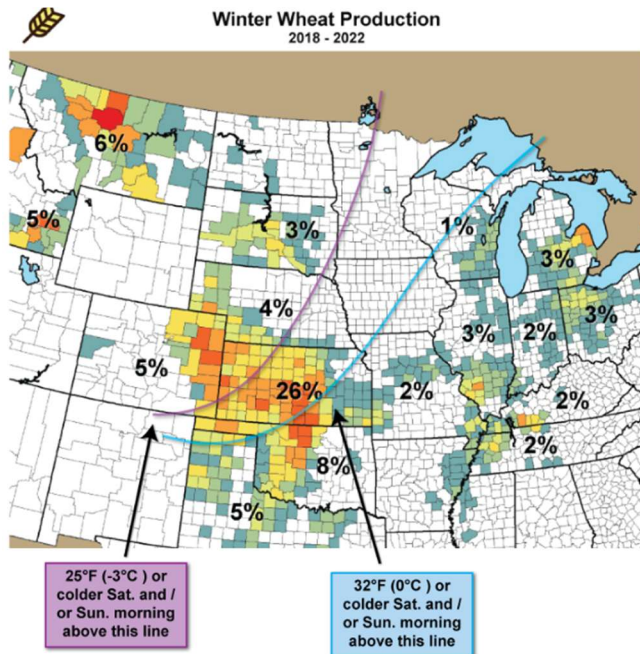 Winter Wheat Production
2018 - 2022
6%
5%
3%
1%
3%
4%
3%
2%
3%
5%
26%
2%
2%
2%
8%
5%
25°F (-3°C ) or
colder Sat. and /
or Sun. morning
above this line
32°F (0°C ) or
colder Sat. and /
or Sun. morning
above this line